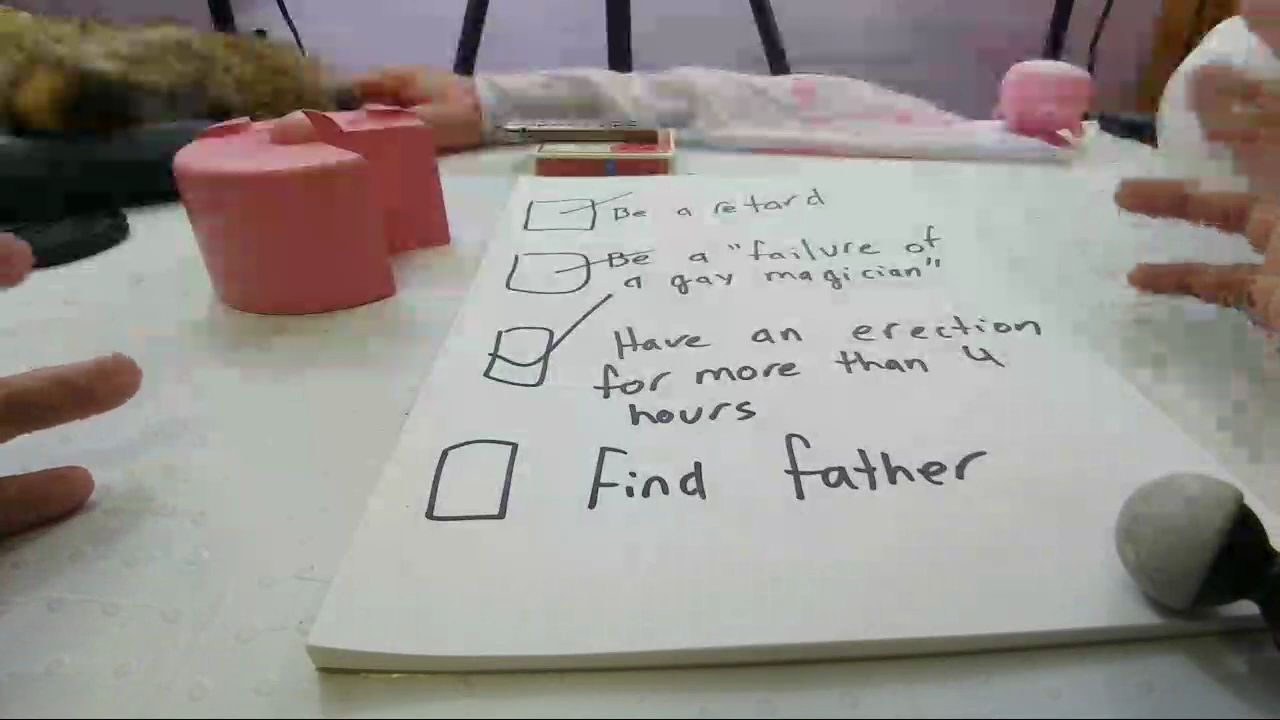 Be a retard
Be a "failure of
a gay magician"
Have an erection
for more than 4
hours
Find father